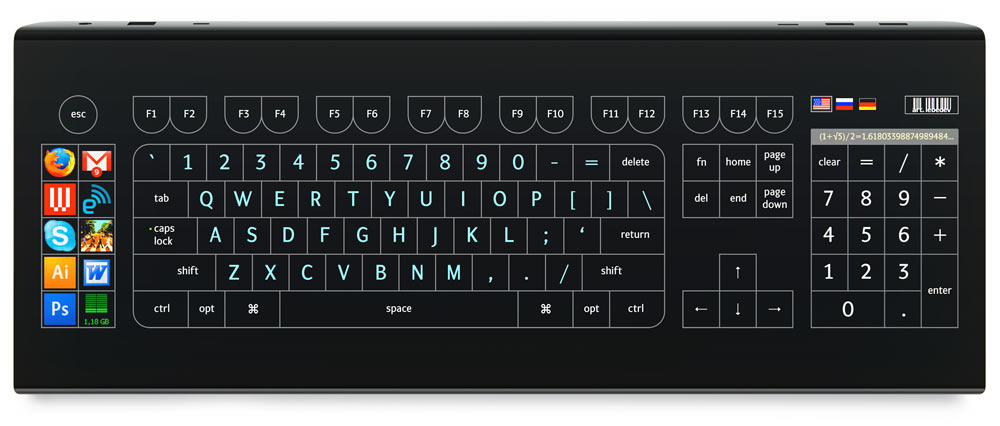 esc F1 F2 F3 F4 F5 F6 F7 F8 F9 F10 F11 F12 F13 F14 F15
art. lebedev
(1+√5)/2=1.61803398874989484...
9
` 1 2 3 4 5 6 7 8 9 0 - = delete fn home page up clear = / *
tab Q W E R T Y U I O P [ ] \ del end page down 7 8 9 −
S caps lock A S D F G H J K L ; ‘ return 4 5 6 +
Ai W shift Z X C V B N M , . / shift ↑ 1 2 3 enter
Ps 1,18 GB ctrl opt ⌘ space ⌘ opt ctrl ← ↓ → 0 .